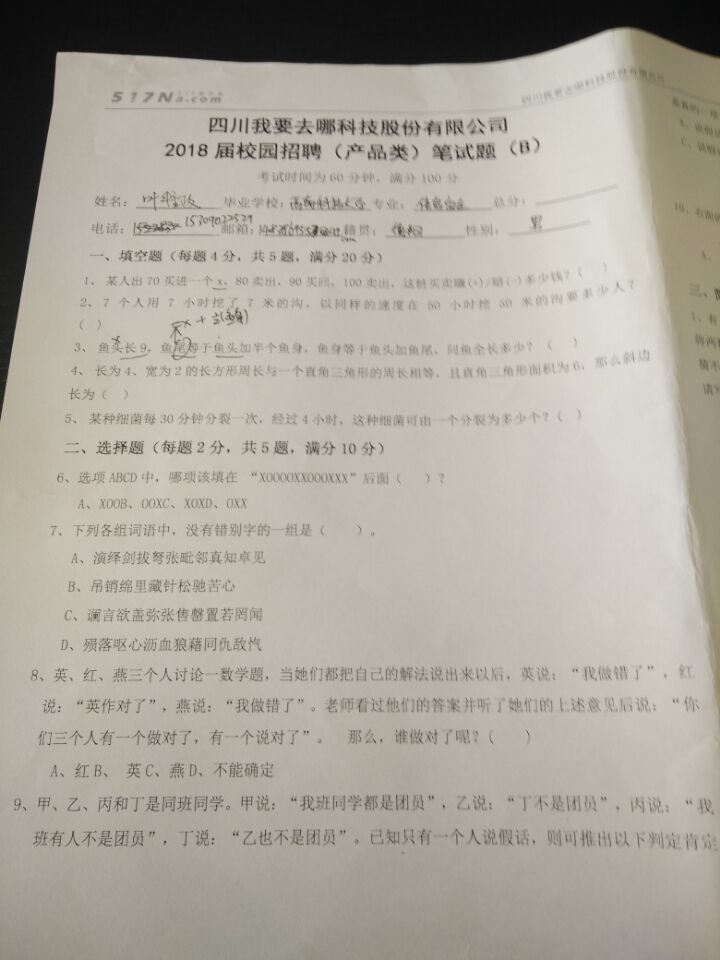 517Na.com
四川我要去哪科技股份有限公司
四川我要去哪科技股份有限公司
2018 届校园招聘（产品类）笔试题（B）
考试时间为 60 分钟，满分 100 分
姓名： 毕业学校： 专业： 信息安全 总分：
电话： 15309022529 邮箱： 籍贯： 性别： 男
一、填空题（每题 4 分，共 5 题，满分 20 分）
1、某人出 70 买进一个 x，80 卖出，90 买回，100 卖出，这桩买卖赚(+)/赔(-)多少钱？（ ）
2、7 个人用 7 小时挖了 7 米的沟，以同样的速度在 50 小时挖 50 米的沟要多少人？
（ ）
3、鱼头长 9，鱼尾等于鱼头加半个鱼身，鱼身等于鱼头加鱼尾，问鱼全长多少？（ ）
4、长为 4、宽为 2 的长方形周长与一个直角三角形的周长相等，且直角三角形面积为 6，那么斜边
长为（ ）
5、某种细菌每 30 分钟分裂一次，经过 4 小时，这种细菌可由一个分裂为多少个？（ ）
二、选择题（每题 2 分，共 5 题，满分 10 分）
6、选项 ABCD 中，哪项该填在 “XOOOOXXOOOXXX”后面（ ）？
A、XOOB、OOXC、XOXD、OXX
7、下列各组词语中，没有错别字的一组是（ ）。
A、演绎剑拔弩张毗邻真知卓见
B、吊销绵里藏针松驰苦心
C、谰言欲盖弥张售罄置若罔闻
D、殒落呕心沥血狼藉同仇敌忾
8、英、红、燕三个人讨论一数学题，当她们都把自己的解法说出来以后，英说：“我做错了”，红
说：“英作对了”，燕说：“我做错了”。老师看过他们的答案并听了她们的上述意见后说：“你
们三个人有一个做对了，有一个说对了”。 那么，谁做对了呢？（ ）
A、红 B、 英 C、燕 D、不能确定
9、甲、乙、丙和丁是同班同学。甲说：“我班同学都是团员”，乙说：“丁不是团员”，丙说：“我
班有人不是团员”，丁说：“乙也不是团员”。已知只有一个人说假话，则可推出以下判定肯定